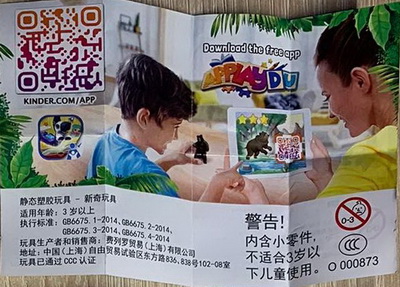 Download the free app
APPLAYDU
KINDER.COM/APP
静态塑胶玩具 - 新奇玩具
适用年龄：3 岁以上
执行标准：GB6675.1-2014、GB6675.2-2014、
GB6675.3-2014、GB6675.4-2014
玩具生产者和销售商：费列罗贸易（上海）有限公司
地址：中国（上海）自由贸易试验区东方路836, 838号102-08室
玩具已通过 CCC 认证
警告！
内含小零件，
不适合3岁以
下儿童使用。
0-3
CCC
O 000873